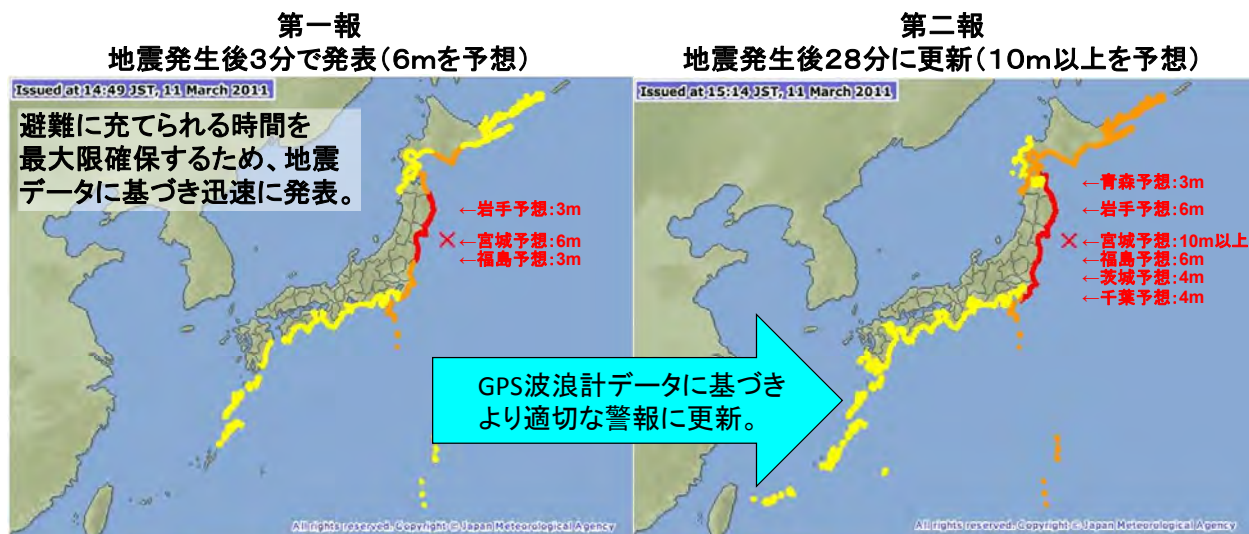 第一報
地震発生後3分で発表(6mを予想)
Issued at 14:49 JST, 11 March 2011
避難に充てられる時間を
最大限確保するため、地震
データに基づき迅速に発表。
←岩手予想:3m
←宮城予想:6m
←福島予想:3m
All rights reserved. Copyright © Japan Meteorological Agency
GPS波浪計データに基づき
より適切な警報に更新。
第二報
地震発生後28分に更新(10m以上を予想)
Issued at 15:14 JST, 11 March 2011
←青森予想:3m
←岩手予想:6m
←宮城予想:10m以上
←福島予想:6m
←茨城予想:4m
←千葉予想:4m
All rights reserved. Copyright © Japan Meteorological Agency